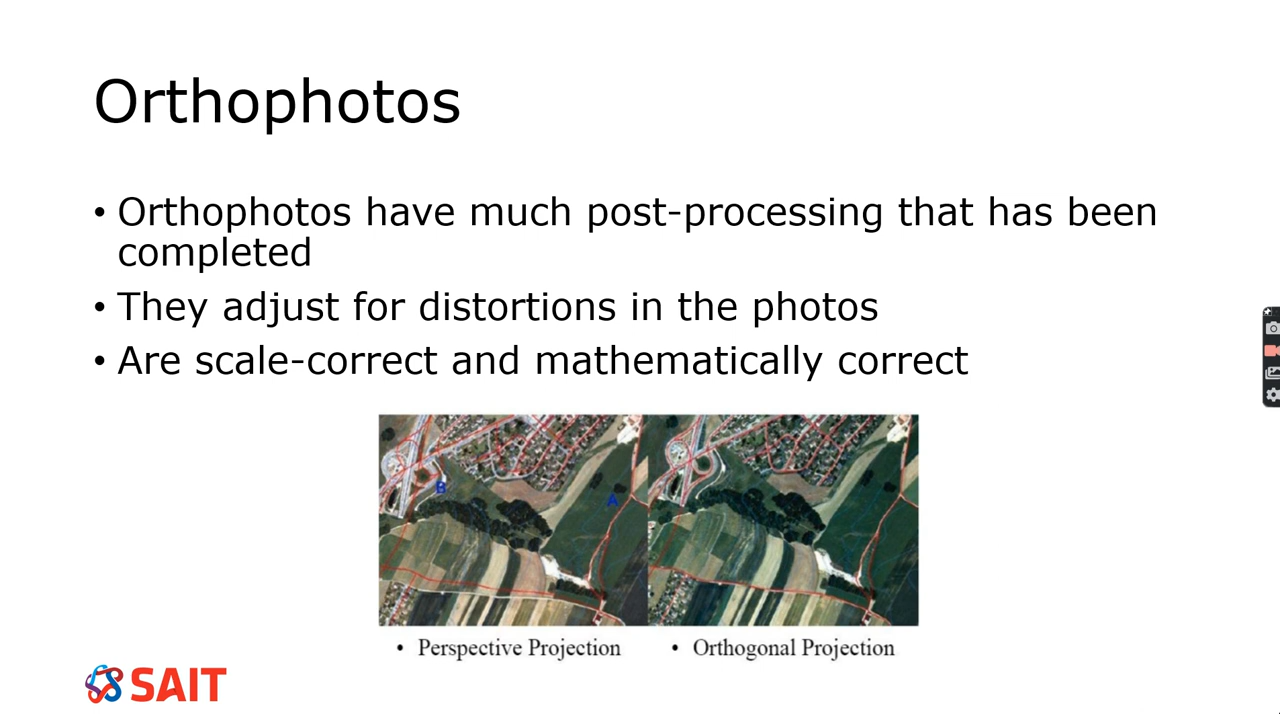 Orthophotos
• Orthophotos have much post-processing that has been
completed
• They adjust for distortions in the photos
• Are scale-correct and mathematically correct
B
A
• Perspective Projection
• Orthogonal Projection
SAIT